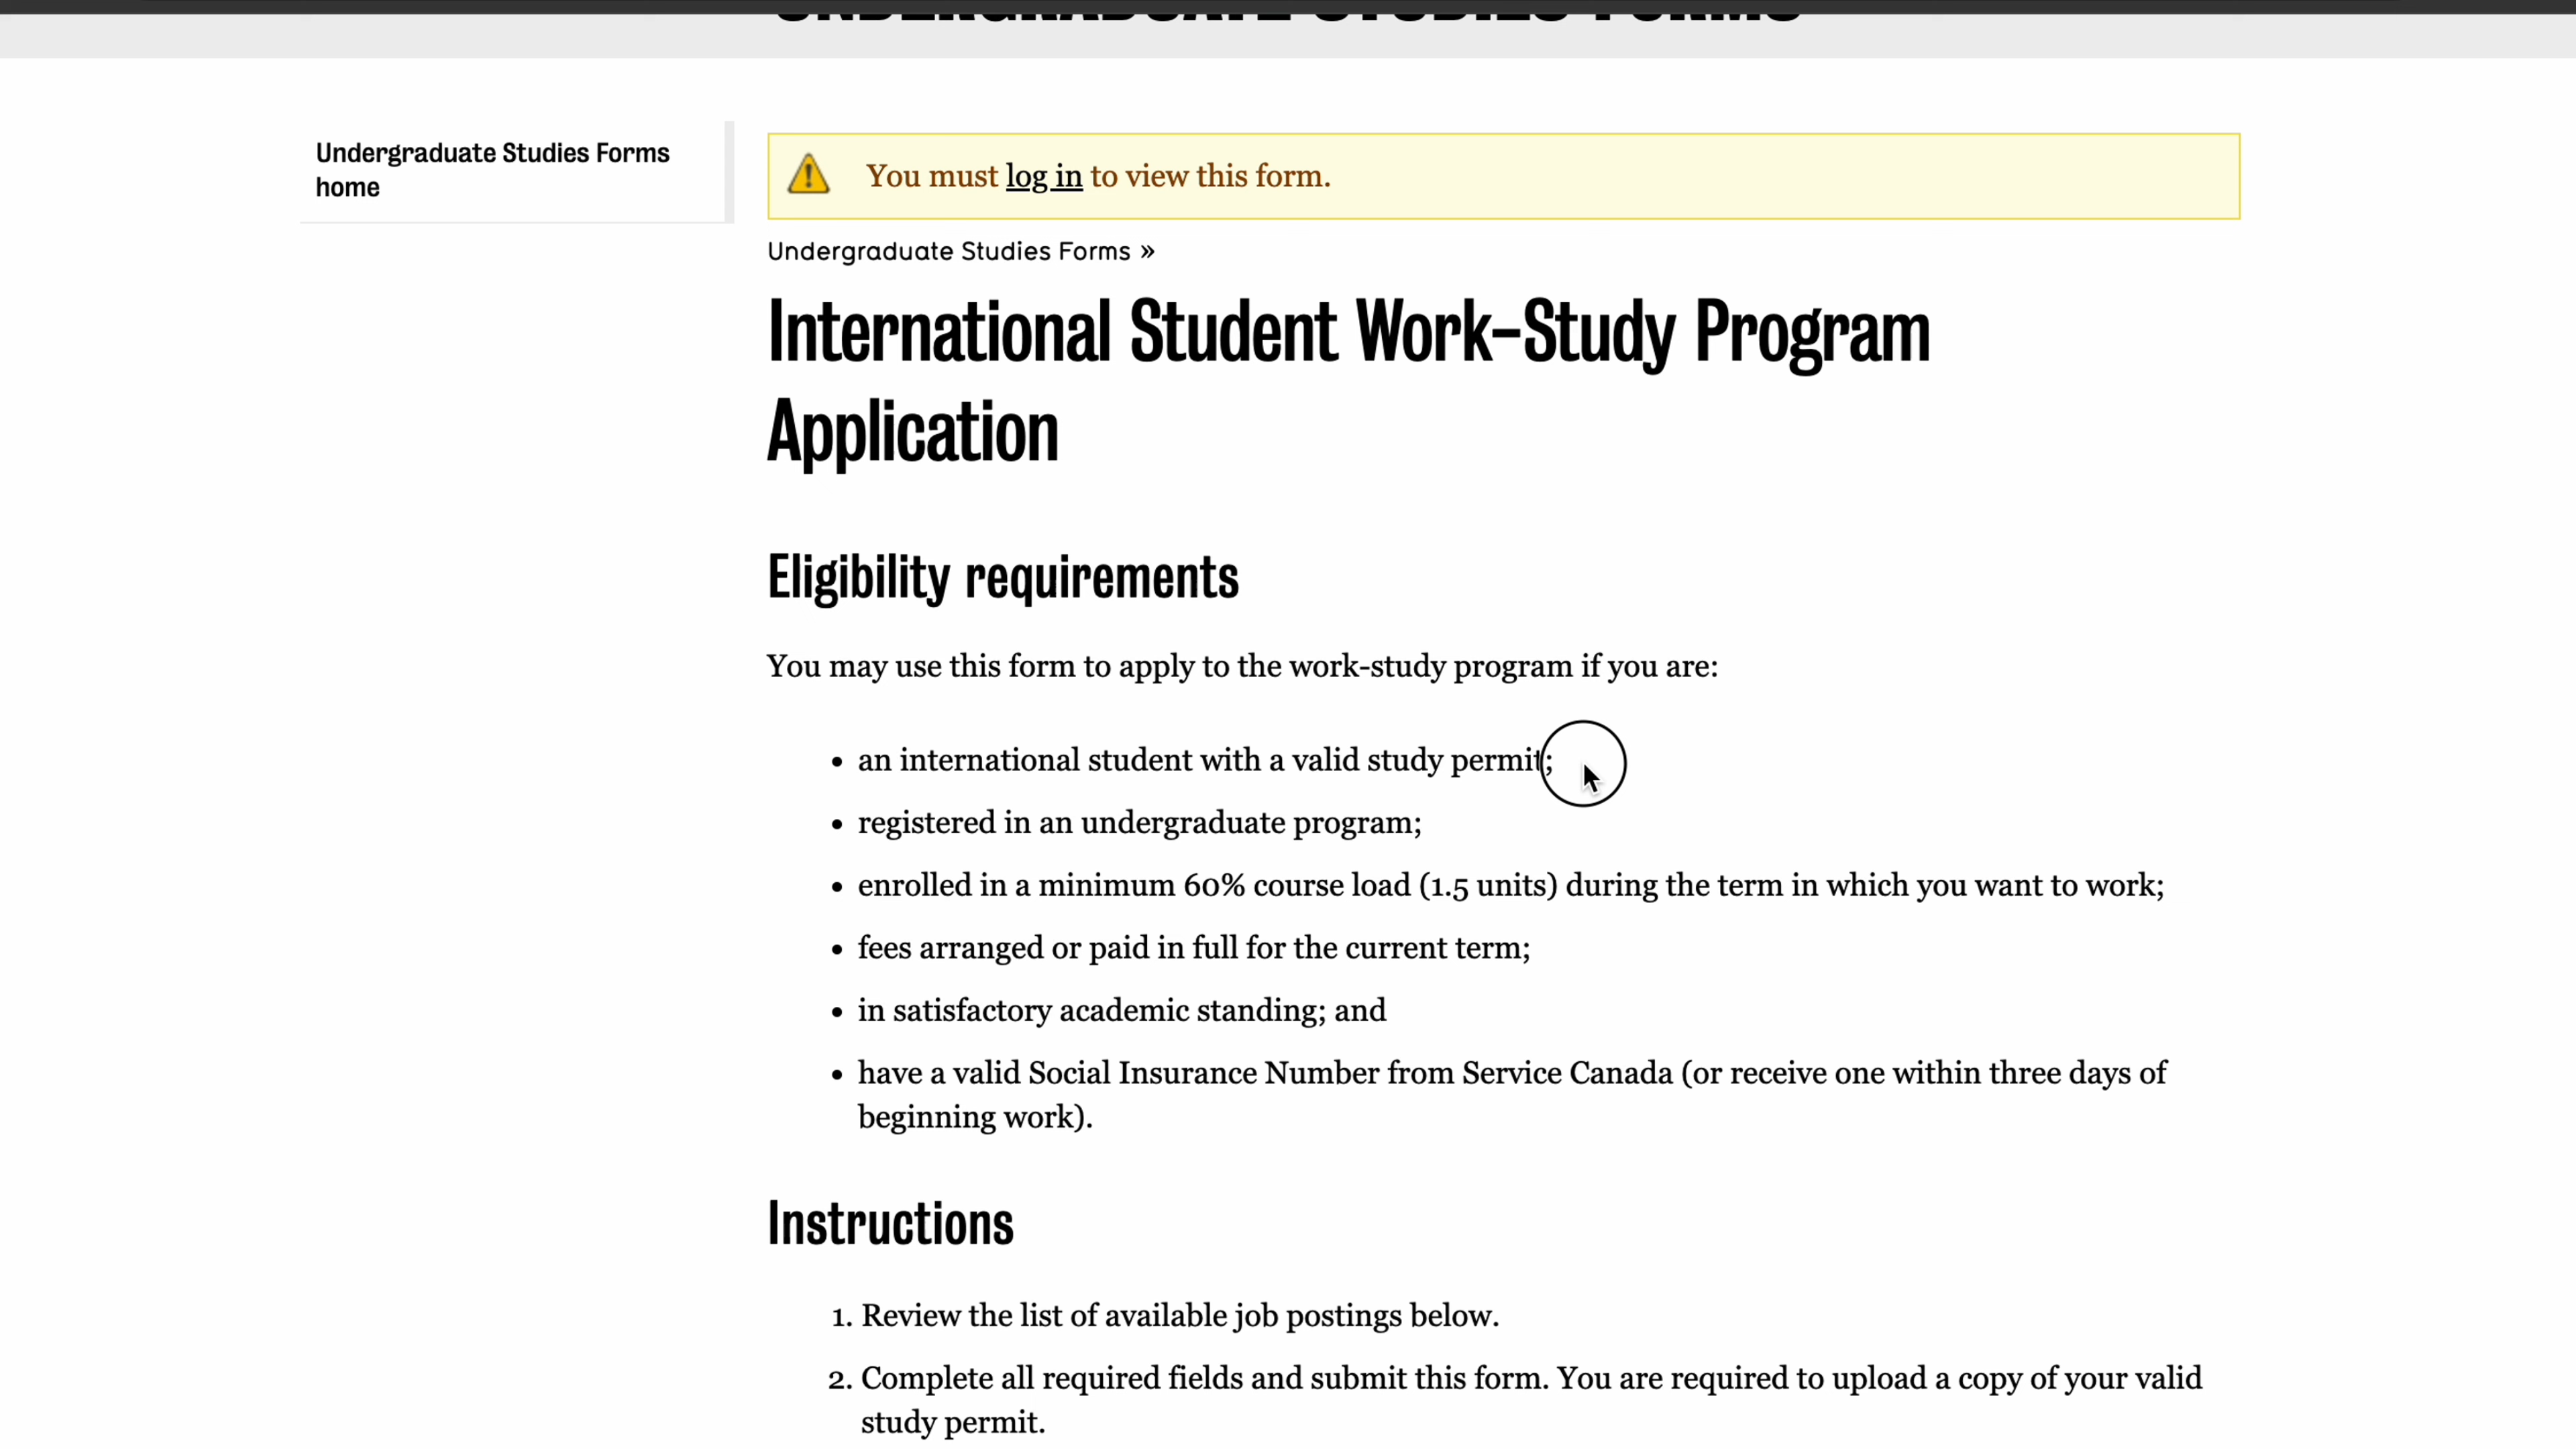 UNDERGRADUATE STUDIES FORMS
Undergraduate Studies Forms
home
You must log in to view this form.
Undergraduate Studies Forms »
International Student Work-Study Program
Application
Eligibility requirements
You may use this form to apply to the work-study program if you are:
• an international student with a valid study permit;
• registered in an undergraduate program;
• enrolled in a minimum 60% course load (1.5 units) during the term in which you want to work;
• fees arranged or paid in full for the current term;
• in satisfactory academic standing; and
• have a valid Social Insurance Number from Service Canada (or receive one within three days of
beginning work).
Instructions
1. Review the list of available job postings below.
2. Complete all required fields and submit this form. You are required to upload a copy of your valid
study permit.